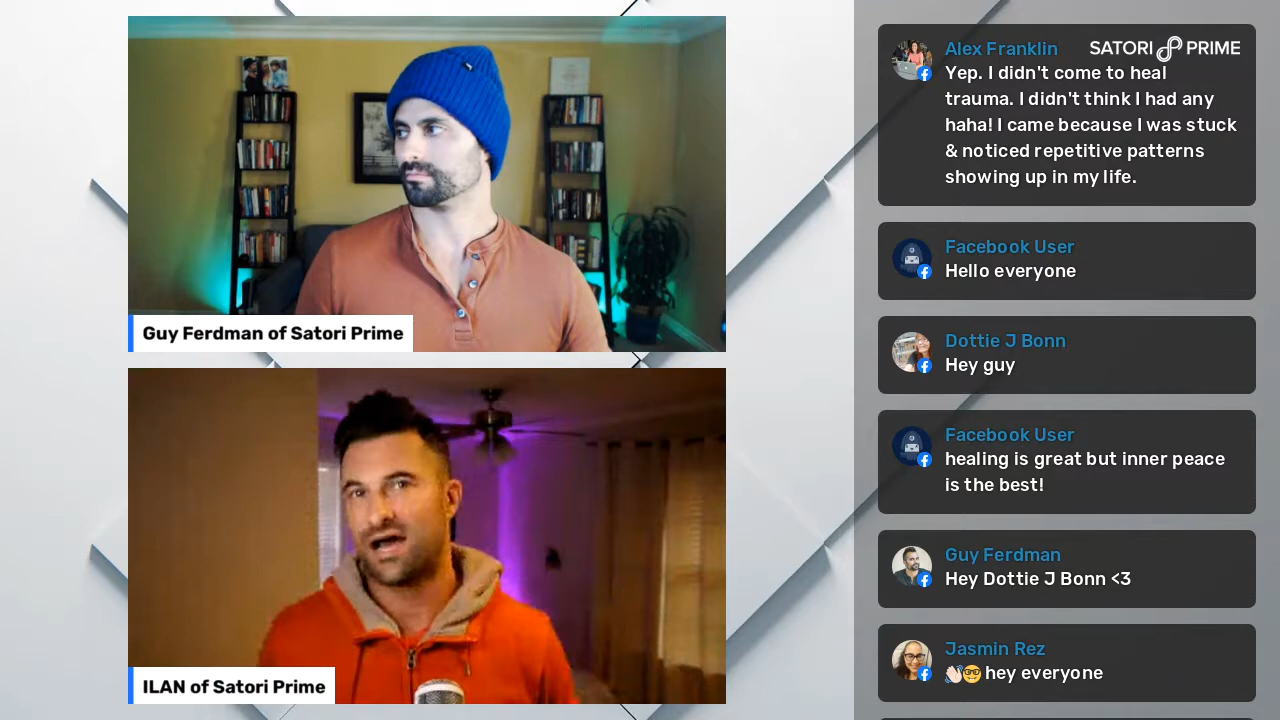 Guy Ferdman of Satori Prime
ILAN of Satori Prime
SATORI PRIME
Alex Franklin
Yep. I didn't come to heal
trauma. I didn't think I had any
haha! I came because I was stuck
& noticed repetitive patterns
showing up in my life.
Facebook User
Hello everyone
Dottie J Bonn
Hey guy
Facebook User
healing is great but inner peace
is the best!
Guy Ferdman
Hey Dottie J Bonn <3
Jasmin Rez
👋🏻🤓 hey everyone